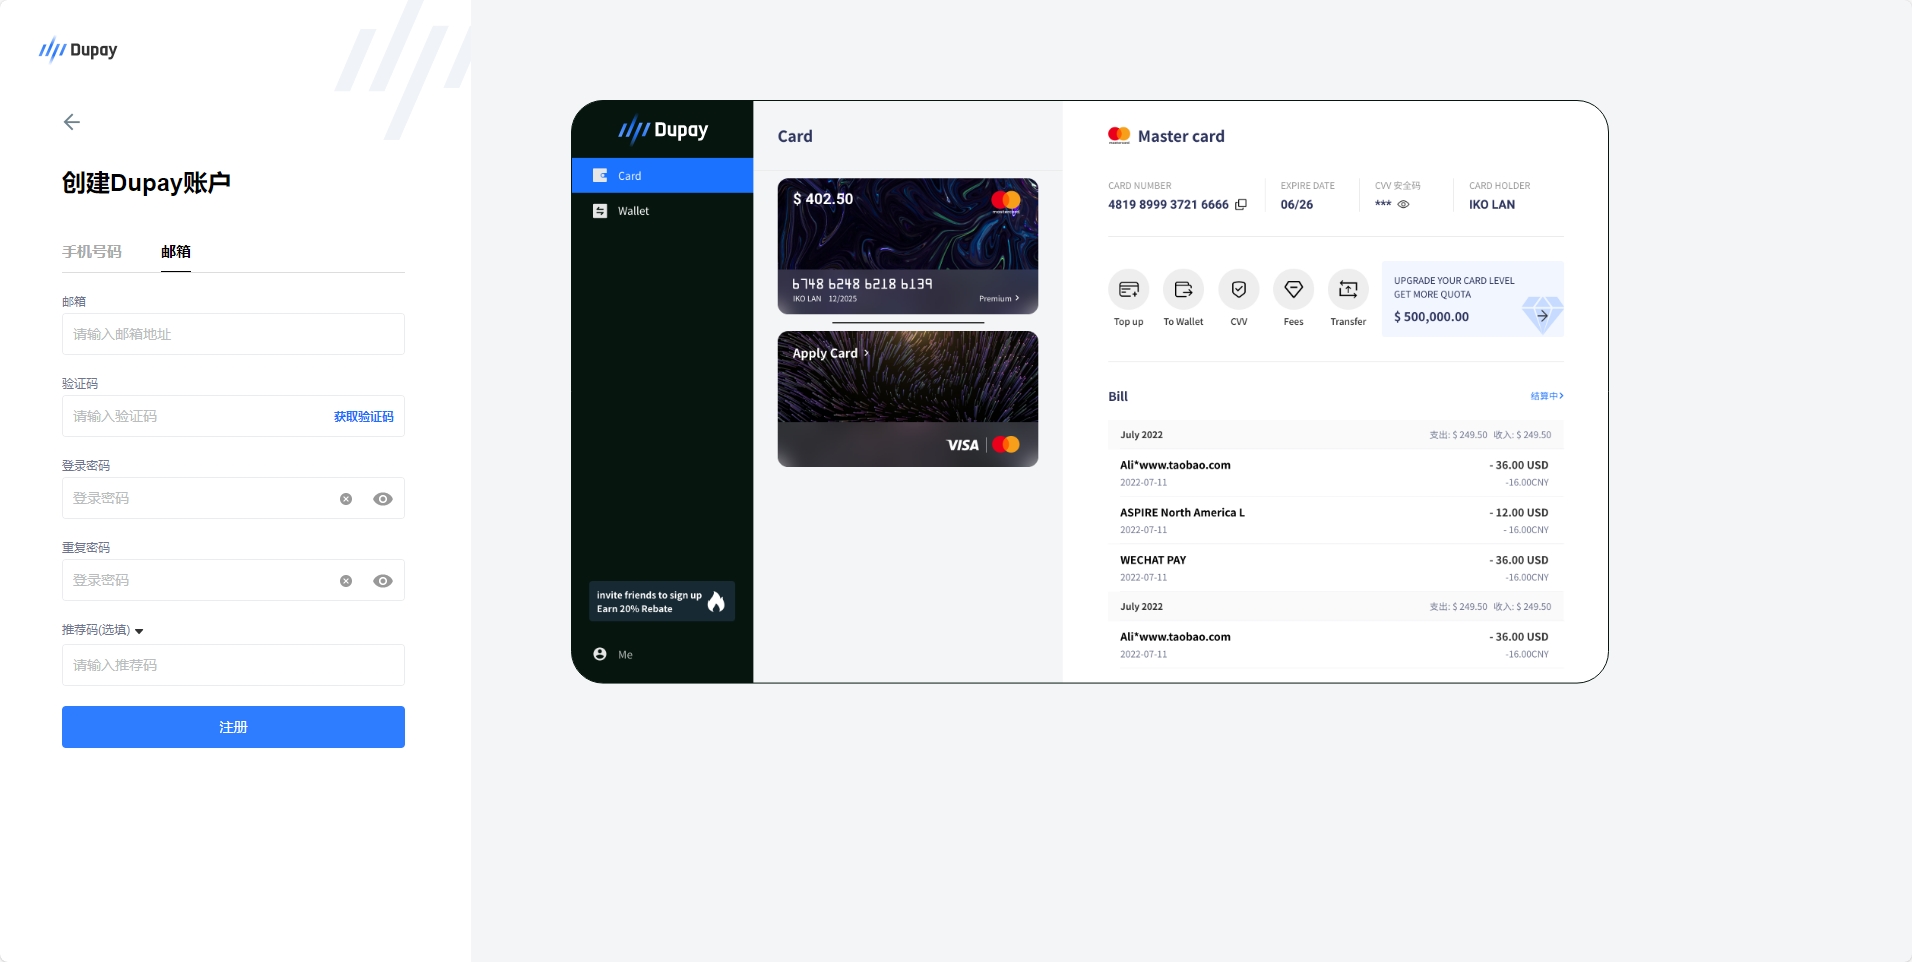 Dupay
创建Dupay账户
手机号码 邮箱
邮箱
请输入邮箱地址
验证码
请输入验证码 获取验证码
登录密码
登录密码
重复密码
登录密码
推荐码(选填)
请输入推荐码
注册
Dupay
Card
Wallet
invite friends to sign up
Earn 20% Rebate
Me
Card
$ 402.50
mastercard
6748 6248 6218 6139
IKO LAN 12/2025 Premium >
Apply Card >
VISA
Master card
CARD NUMBER EXPIRE DATE CVV 安全码 CARD HOLDER
4819 8999 3721 6666 06/26 *** IKO LAN
Top up To Wallet CVV Fees Transfer
UPGRADE YOUR CARD LEVEL
GET MORE QUOTA
$ 500,000.00
Bill 结算中>
July 2022 支出: $ 249.50 收入: $ 249.50
Ali*www.taobao.com - 36.00 USD
2022-07-11 -16.00CNY
ASPIRE North America L - 12.00 USD
2022-07-11 - 16.00CNY
WECHAT PAY - 36.00 USD
2022-07-11 -16.00CNY
July 2022 支出: $ 249.50 收入: $ 249.50
Ali*www.taobao.com - 36.00 USD
2022-07-11 -16.00CNY